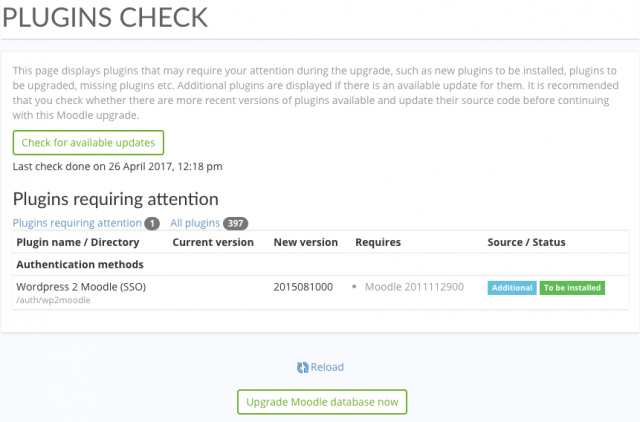 PLUGINS CHECK
This page displays plugins that may require your attention during the upgrade, such as new plugins to be installed, plugins to
be upgraded, missing plugins etc. Additional plugins are displayed if there is an available update for them. It is recommended
that you check whether there are more recent versions of plugins available and update their source code before continuing
with this Moodle upgrade.
Check for available updates
Last check done on 26 April 2017, 12:18 pm
Plugins requiring attention
Plugins requiring attention 1 All plugins 397
Plugin name / Directory Current version New version Requires Source / Status
Authentication methods
Wordpress 2 Moodle (SSO) 2015081000 • Moodle 2011112900 Additional To be installed
/auth/wp2moodle
Reload
Upgrade Moodle database now